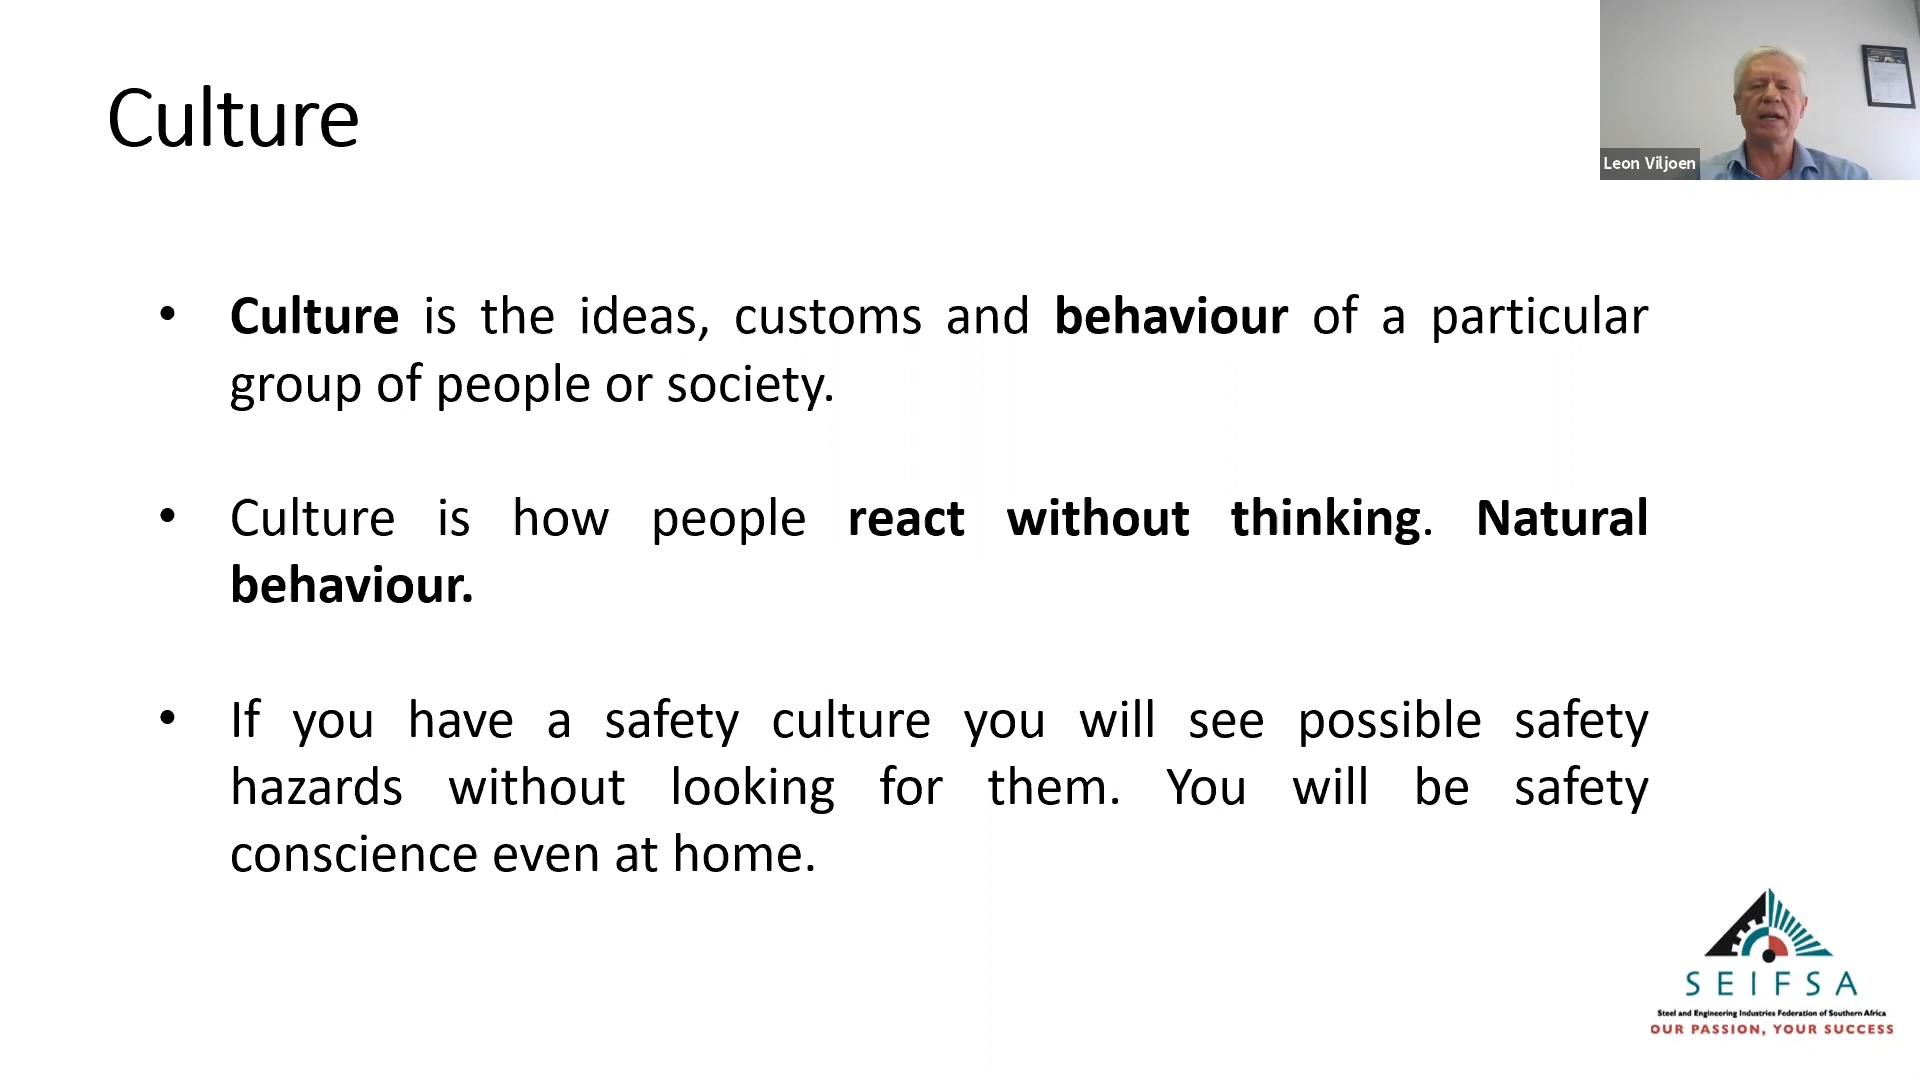 Culture
Leon Viljoen
• Culture is the ideas, customs and behaviour of a particular
group of people or society.
• Culture is how people react without thinking. Natural
behaviour.
• If you have a safety culture you will see possible safety
hazards without looking for them. You will be safety
conscience even at home.
SEIFSA
Steel and Engineering Industries Federation of Southern Africa
OUR PASSION, YOUR SUCCESS